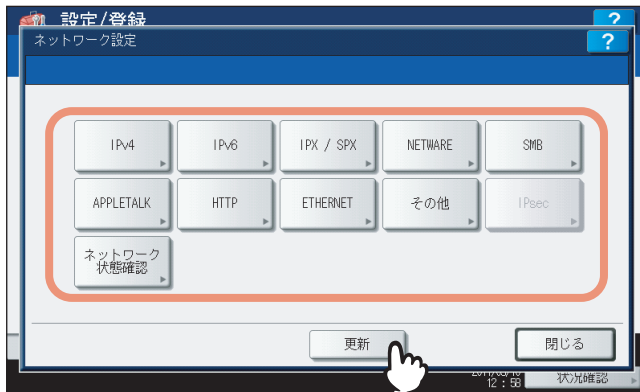 設定/登録
?
ネットワーク設定
?
IPv4
IPv6
IPX / SPX
NETWARE
SMB
APPLETALK
HTTP
ETHERNET
その他
IPsec
ネットワーク
状態確認
更新
閉じる
12:58
状況確認